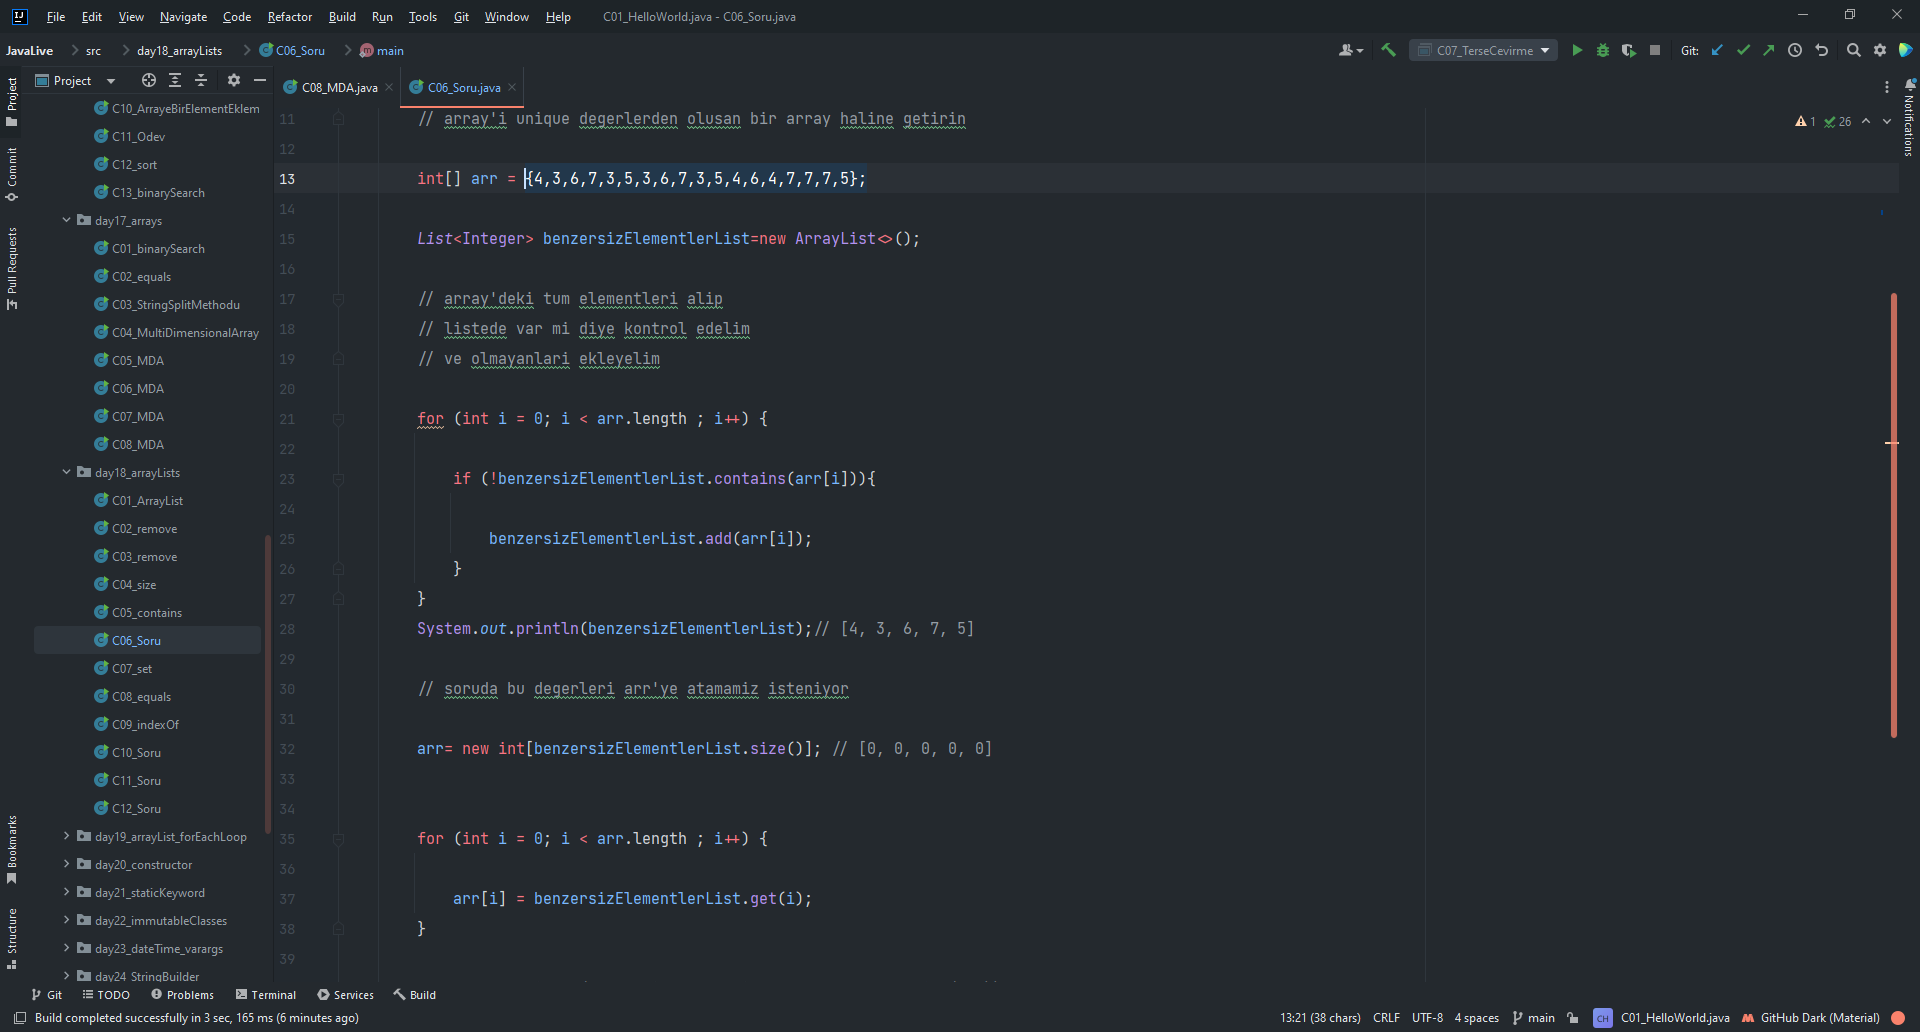 File Edit View Navigate Code Refactor Build Run Tools Git Window Help C01_HelloWorld.java - C06_Soru.java
JavaLive src day18_arrayLists C06_Soru main C07_TerseCevirme Git:
Project
C08_MDA.java C06_Soru.java
Project
Commit
Pull Requests
Bookmarks
Structure
Notifications
C10_ArrayeBirElementEklem
C11_Odev
C12_sort
C13_binarySearch
day17_arrays
C01_binarySearch
C02_equals
C03_StringSplitMethodu
C04_MultiDimensionalArray
C05_MDA
C06_MDA
C07_MDA
C08_MDA
day18_arrayLists
C01_ArrayList
C02_remove
C03_remove
C04_size
C05_contains
C06_Soru
C07_set
C08_equals
C09_indexOf
C10_Soru
C11_Soru
C12_Soru
day19_arrayList_forEachLoop
day20_constructor
day21_staticKeyword
day22_immutableClasses
day23_dateTime_varargs
day24_StringBuilder
1 26
11 // array'i unique degerlerden olusan bir array haline getirin
12
13 int[] arr = {4,3,6,7,3,5,3,6,7,3,5,4,6,4,7,7,7,5};
14
15 List<Integer> benzersizElementlerList=new ArrayList<>();
16
17 // array'deki tum elementleri alip
18 // listede var mi diye kontrol edelim
19 // ve olmayanlari ekleyelim
20
21 for (int i = 0; i < arr.length ; i++) {
22
23 if (!benzersizElementlerList.contains(arr[i])){
24
25 benzersizElementlerList.add(arr[i]);
26 }
27 }
28 System.out.println(benzersizElementlerList);// [4, 3, 6, 7, 5]
29
30 // soruda bu degerleri arr'ye atamamiz isteniyor
31
32 arr= new int[benzersizElementlerList.size()]; // [0, 0, 0, 0, 0]
33
34
35 for (int i = 0; i < arr.length ; i++) {
36
37 arr[i] = benzersizElementlerList.get(i);
38 }
39
Git TODO Problems Terminal Services Build
Build completed successfully in 3 sec, 165 ms (6 minutes ago) 13:21 (38 chars) CRLF UTF-8 4 spaces main CH C01_HelloWorld.java GitHub Dark (Material)